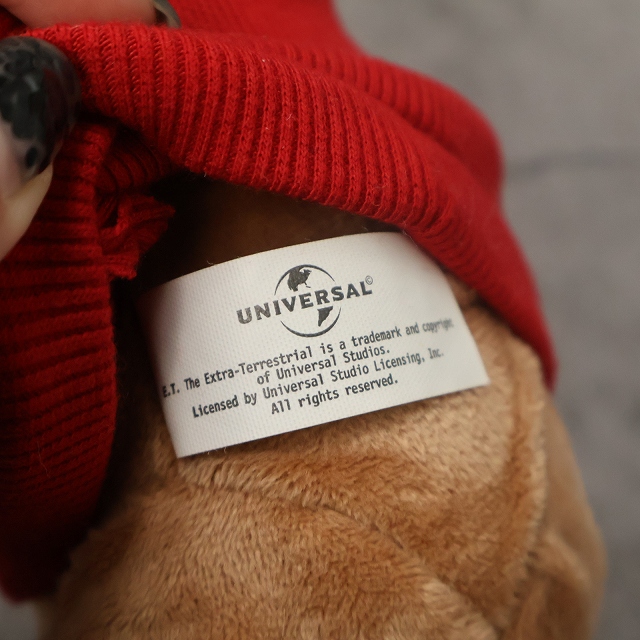 UNIVERSAL©
E.T. The Extra-Terrestrial is a trademark and copyright
of Universal Studios.
Licensed by Universal Studio Licensing, Inc.
All rights reserved.